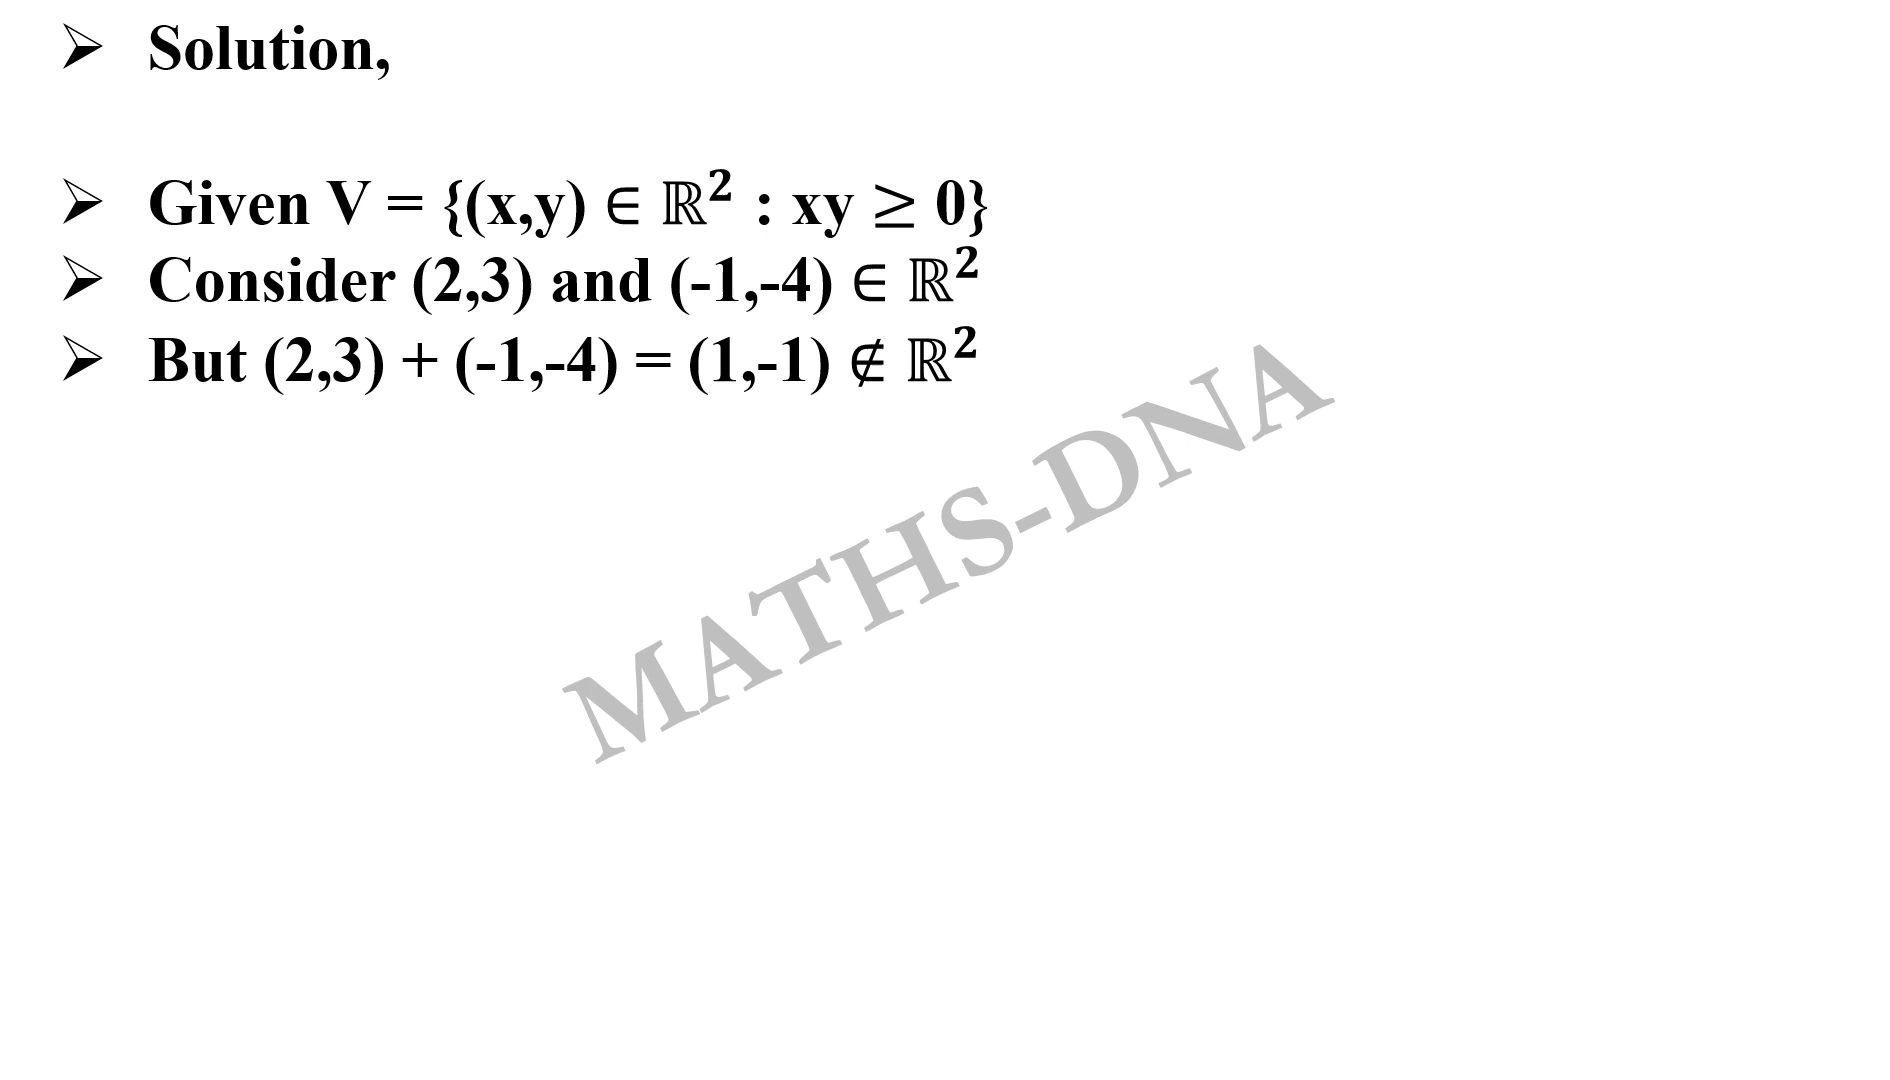 ➢ Solution,
➢ Given V = {(x,y) ∈ ℝ² : xy ≥ 0}
➢ Consider (2,3) and (-1,-4) ∈ ℝ²
➢ But (2,3) + (-1,-4) = (1,-1) ∉ ℝ²
MATHS-DNA